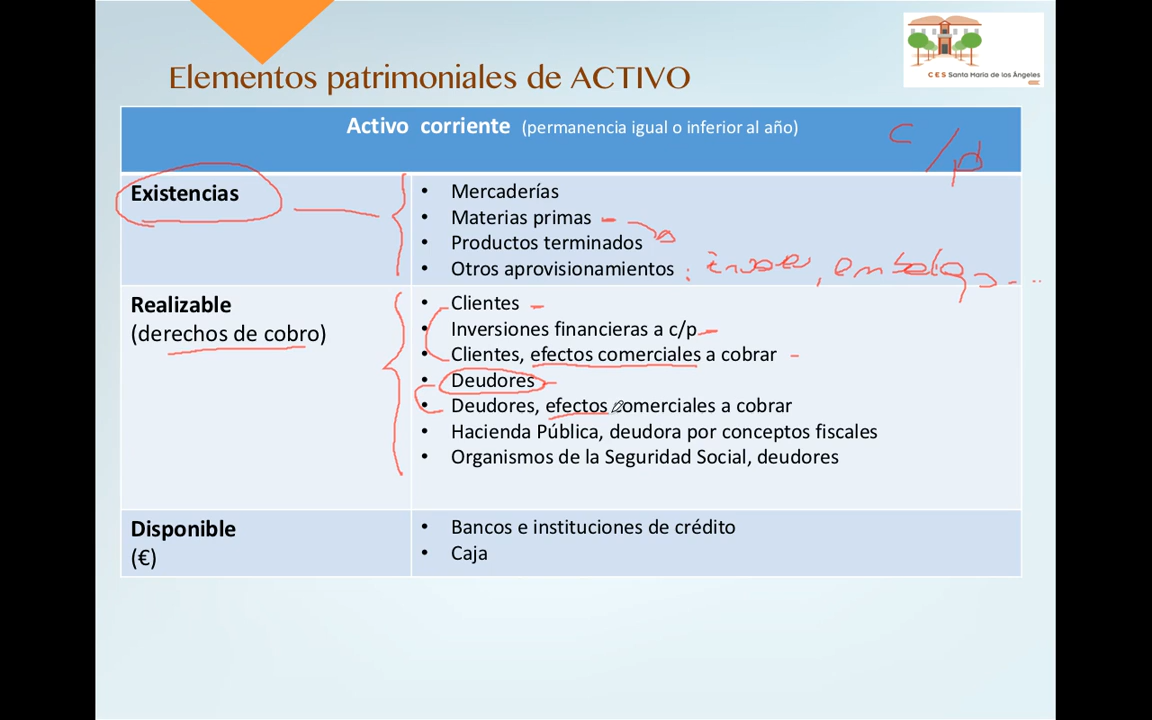 CES Santa María de los Ángeles
Elementos patrimoniales de ACTIVO
Activo corriente (permanencia igual o inferior al año)
c/p
Existencias
• Mercaderías
• Materias primas
• Productos terminados
• Otros aprovisionamientos : envases, embalajes...
Realizable
(derechos de cobro)
• Clientes
• Inversiones financieras a c/p
• Clientes, efectos comerciales a cobrar
• Deudores
• Deudores, efectos comerciales a cobrar
• Hacienda Pública, deudora por conceptos fiscales
• Organismos de la Seguridad Social, deudores
Disponible
(€)
• Bancos e instituciones de crédito
• Caja